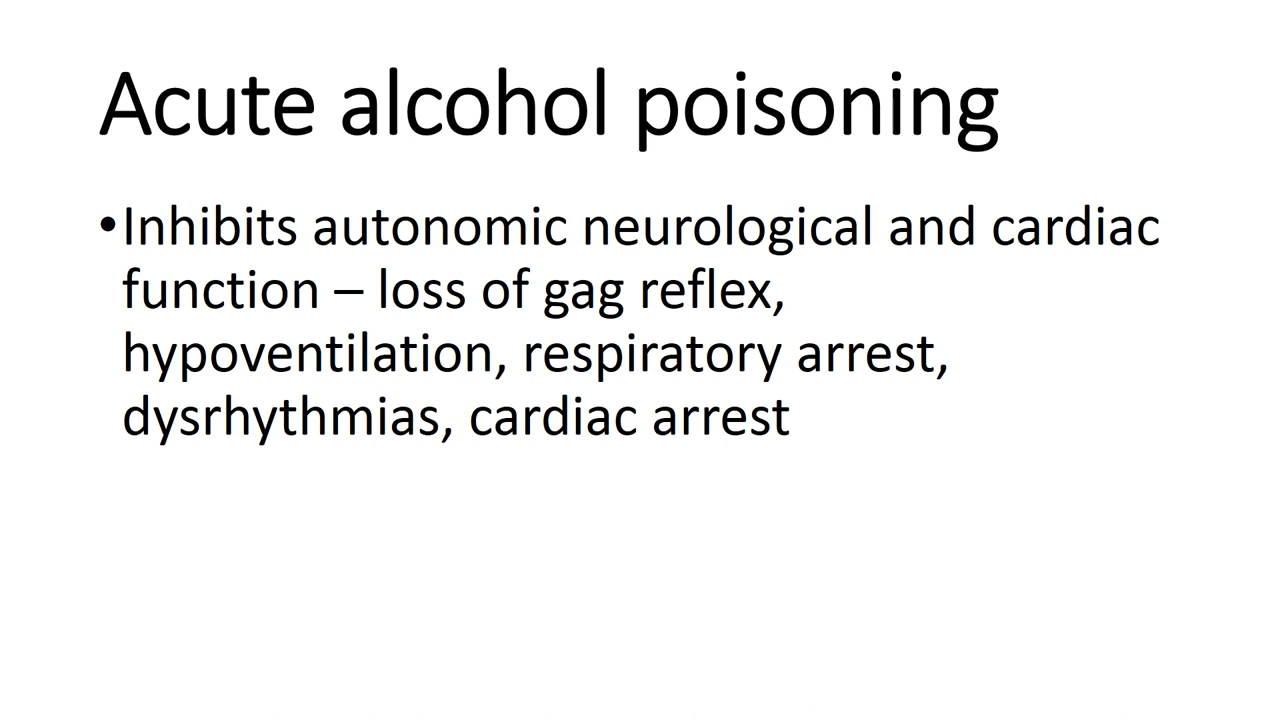 Acute alcohol poisoning
•Inhibits autonomic neurological and cardiac
function – loss of gag reflex,
hypoventilation, respiratory arrest,
dysrhythmias, cardiac arrest